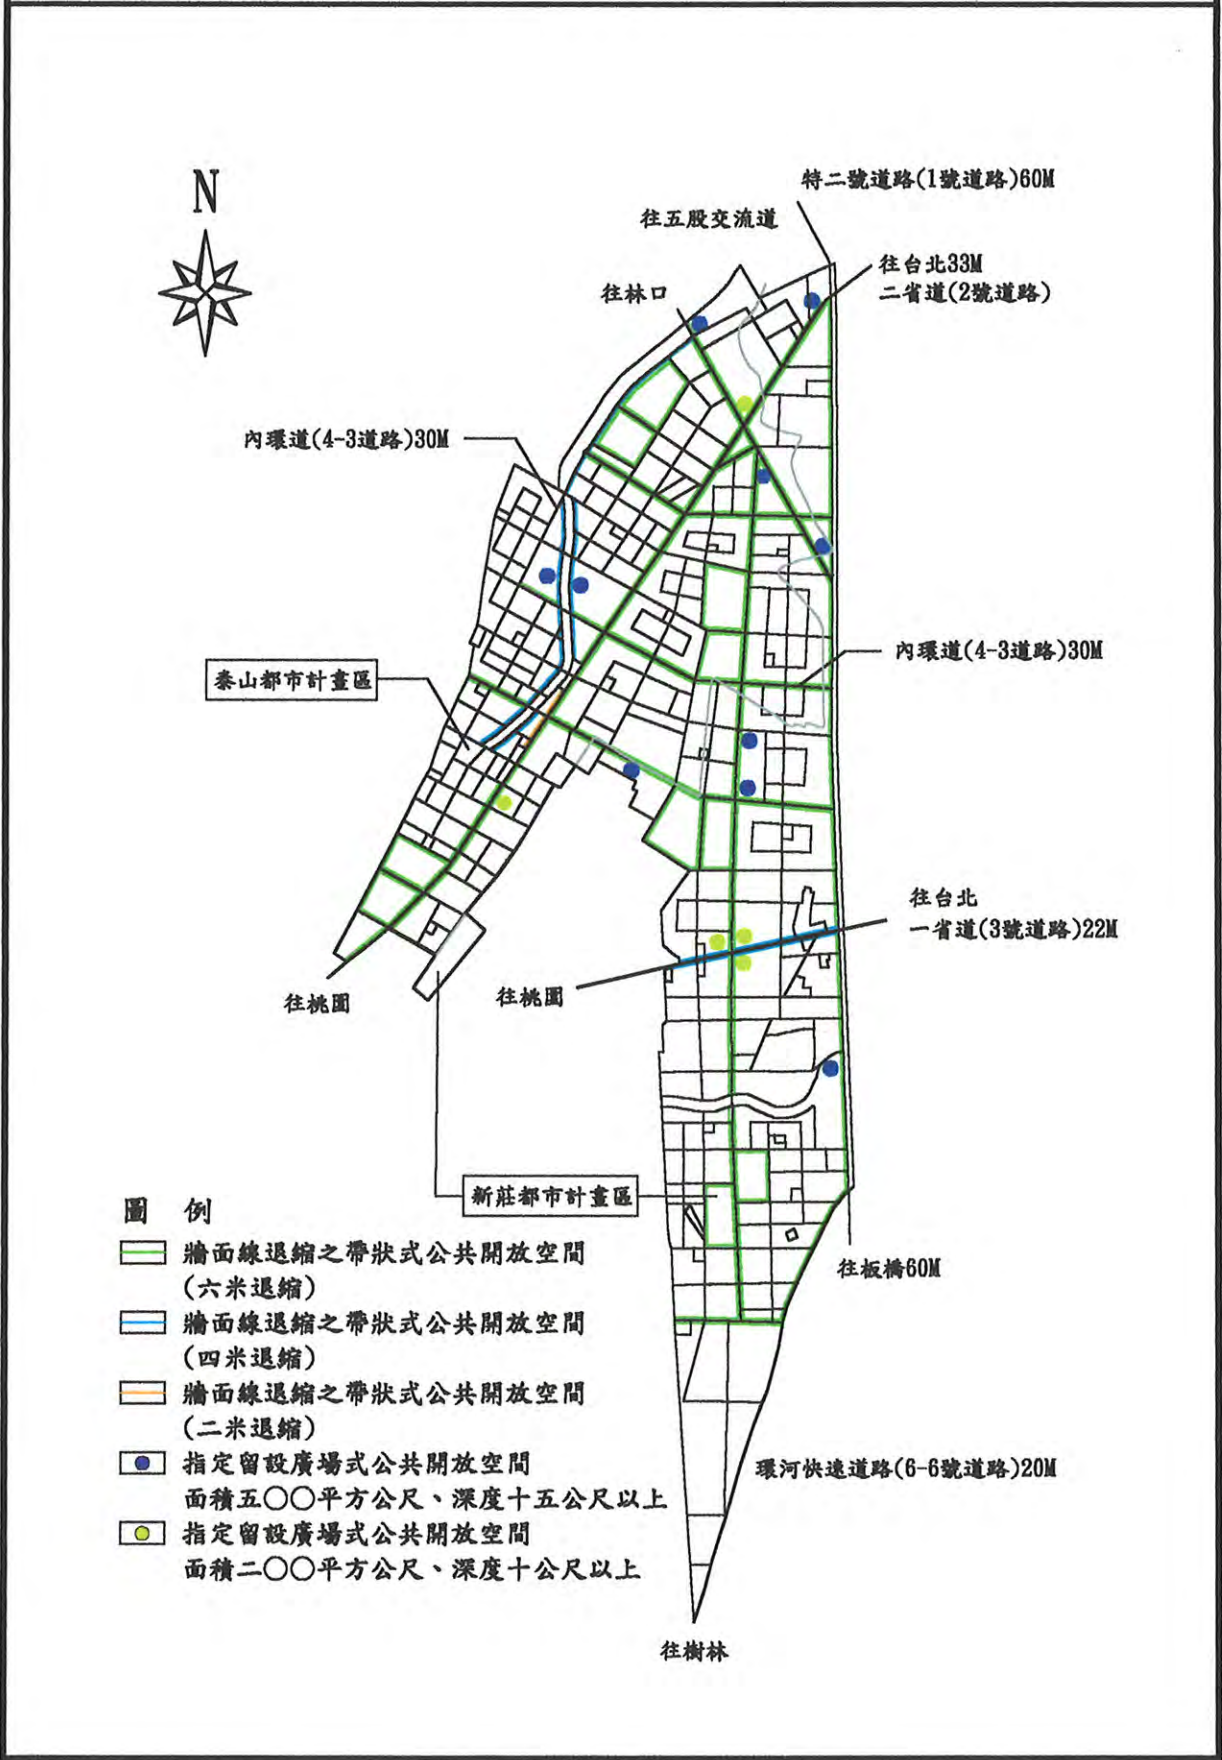 特二號道路(1號道路)60M
N
往五股交流道
往台北33M
二省道(2號道路)
往林口
內環道(4-3道路)30M
內環道(4-3道路)30M
泰山都市計畫區
往台北
一省道(3號道路)22M
往桃園
往桃園
新莊都市計畫區
圖 例
牆面線退縮之帶狀式公共開放空間
(六米退縮)
往板橋60M
牆面線退縮之帶狀式公共開放空間
(四米退縮)
牆面線退縮之帶狀式公共開放空間
(二米退縮)
指定留設廣場式公共開放空間
面積五〇〇平方公尺、深度十五公尺以上
環河快速道路(6-6號道路)20M
指定留設廣場式公共開放空間
面積二〇〇平方公尺、深度十公尺以上
往樹林